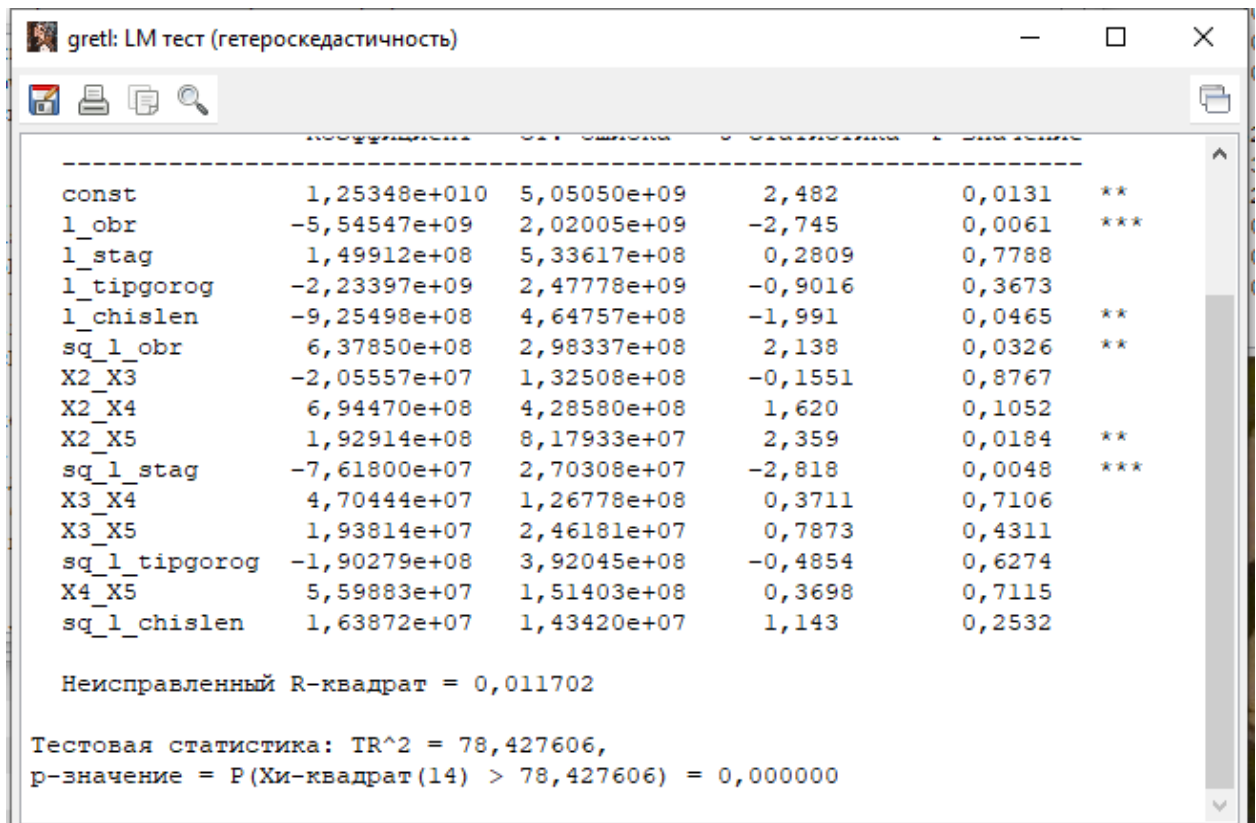 gretl: LM тест (гетероскедастичность)
const 1,25348e+010 5,05050e+09 2,482 0,0131 **
l_obr −5,54547e+09 2,02005e+09 −2,745 0,0061 ***
l_stag 1,49912e+08 5,33617e+08 0,2809 0,7788
l_tipgorog −2,23397e+09 2,47778e+09 −0,9016 0,3673
l_chislen −9,25498e+08 4,64757e+08 −1,991 0,0465 **
sq_l_obr 6,37850e+08 2,98337e+08 2,138 0,0326 **
X2_X3 −2,05557e+07 1,32508e+08 −0,1551 0,8767
X2_X4 6,94470e+08 4,28580e+08 1,620 0,1052
X2_X5 1,92914e+08 8,17933e+07 2,359 0,0184 **
sq_l_stag −7,61800e+07 2,70308e+07 −2,818 0,0048 ***
X3_X4 4,70444e+07 1,26778e+08 0,3711 0,7106
X3_X5 1,93814e+07 2,46181e+07 0,7873 0,4311
sq_l_tipgorog −1,90279e+08 3,92045e+08 −0,4854 0,6274
X4_X5 5,59883e+07 1,51403e+08 0,3698 0,7115
sq_l_chislen 1,63872e+07 1,43420e+07 1,143 0,2532
Неисправленный R-квадрат = 0,011702
Тестовая статистика: TR^2 = 78,427606,
p-значение = P(Хи-квадрат(14) > 78,427606) = 0,000000